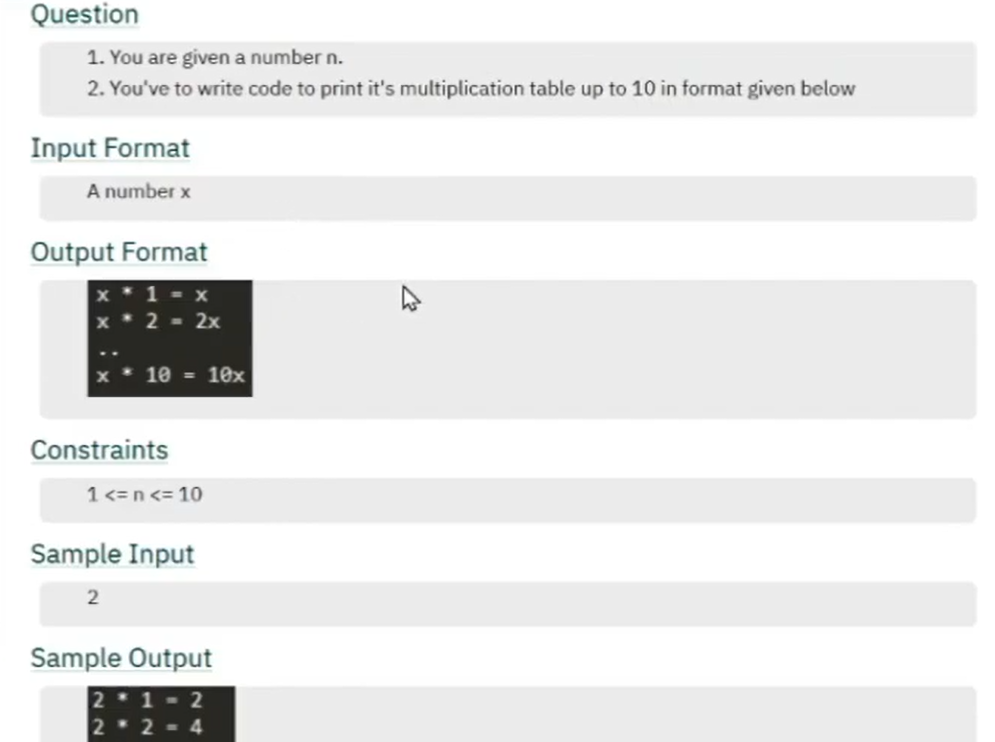 Question
1. You are given a number n.
2. You've to write code to print it's multiplication table up to 10 in format given below
Input Format
A number x
Output Format
x * 1 = x
x * 2 = 2x
..
x * 10 = 10x
Constraints
1 <= n <= 10
Sample Input
2
Sample Output
2 * 1 = 2
2 * 2 = 4